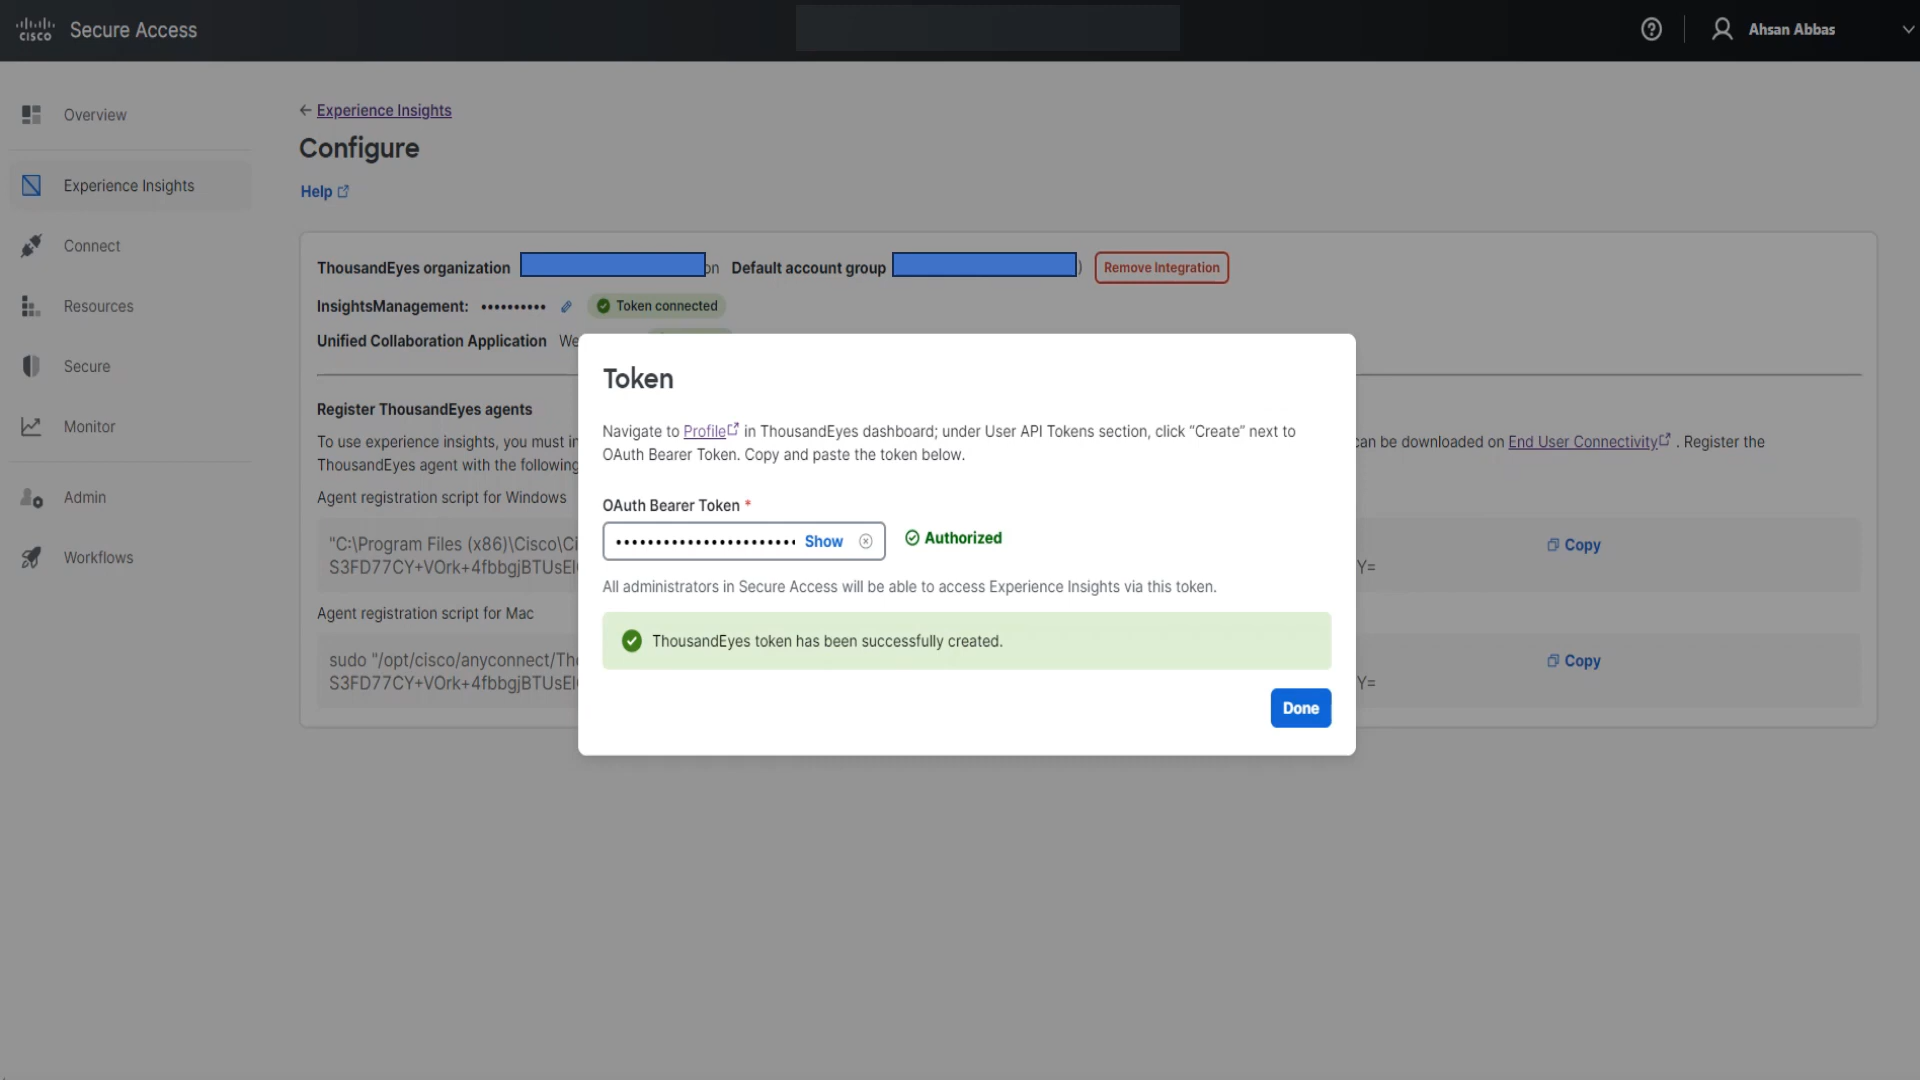 CISCO Secure Access
Ahsan Abbas
Overview
Experience Insights
Connect
Resources
Secure
Monitor
Admin
Workflows
← Experience Insights
Configure
Help
ThousandEyes organization on Default account group ) Remove Integration
InsightsManagement: •••••••••• Token connected
Unified Collaboration Application We
Register ThousandEyes agents
To use experience insights, you must in can be downloaded on End User Connectivity . Register the
ThousandEyes agent with the following
Agent registration script for Windows
"C:\Program Files (x86)\Cisco\Ci
S3FD77CY+VOrk+4fbbgjBTUsEI Y=
Copy
Agent registration script for Mac
sudo "/opt/cisco/anyconnect/Th
S3FD77CY+VOrk+4fbbgjBTUsEI Y=
Copy
Token
Navigate to Profile in ThousandEyes dashboard; under User API Tokens section, click "Create" next to
OAuth Bearer Token. Copy and paste the token below.
OAuth Bearer Token *
••••••••••••••••••••••• Show Authorized
All administrators in Secure Access will be able to access Experience Insights via this token.
ThousandEyes token has been successfully created.
Done